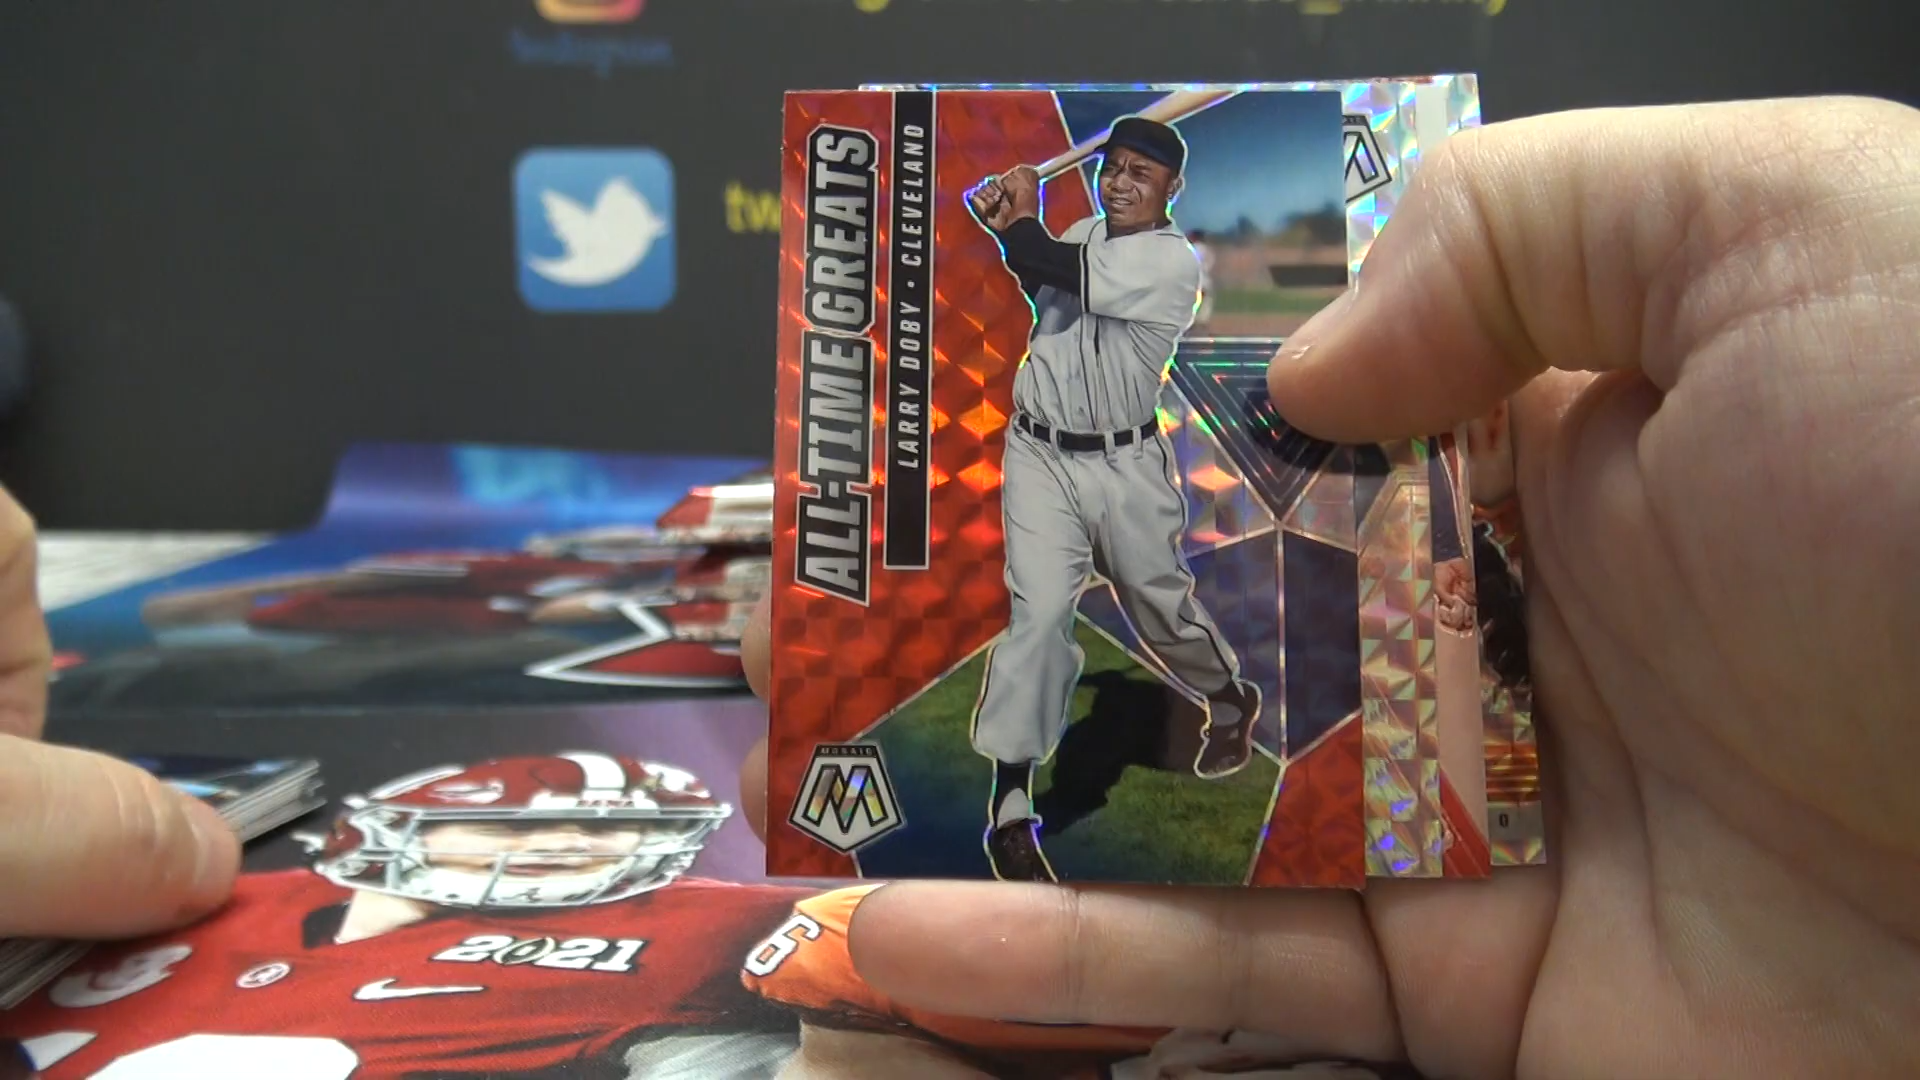 Instagram
tw
ALL-TIME GREATS
LARRY DOBY · CLEVELAND
MOSAIC
M
O
2021
6